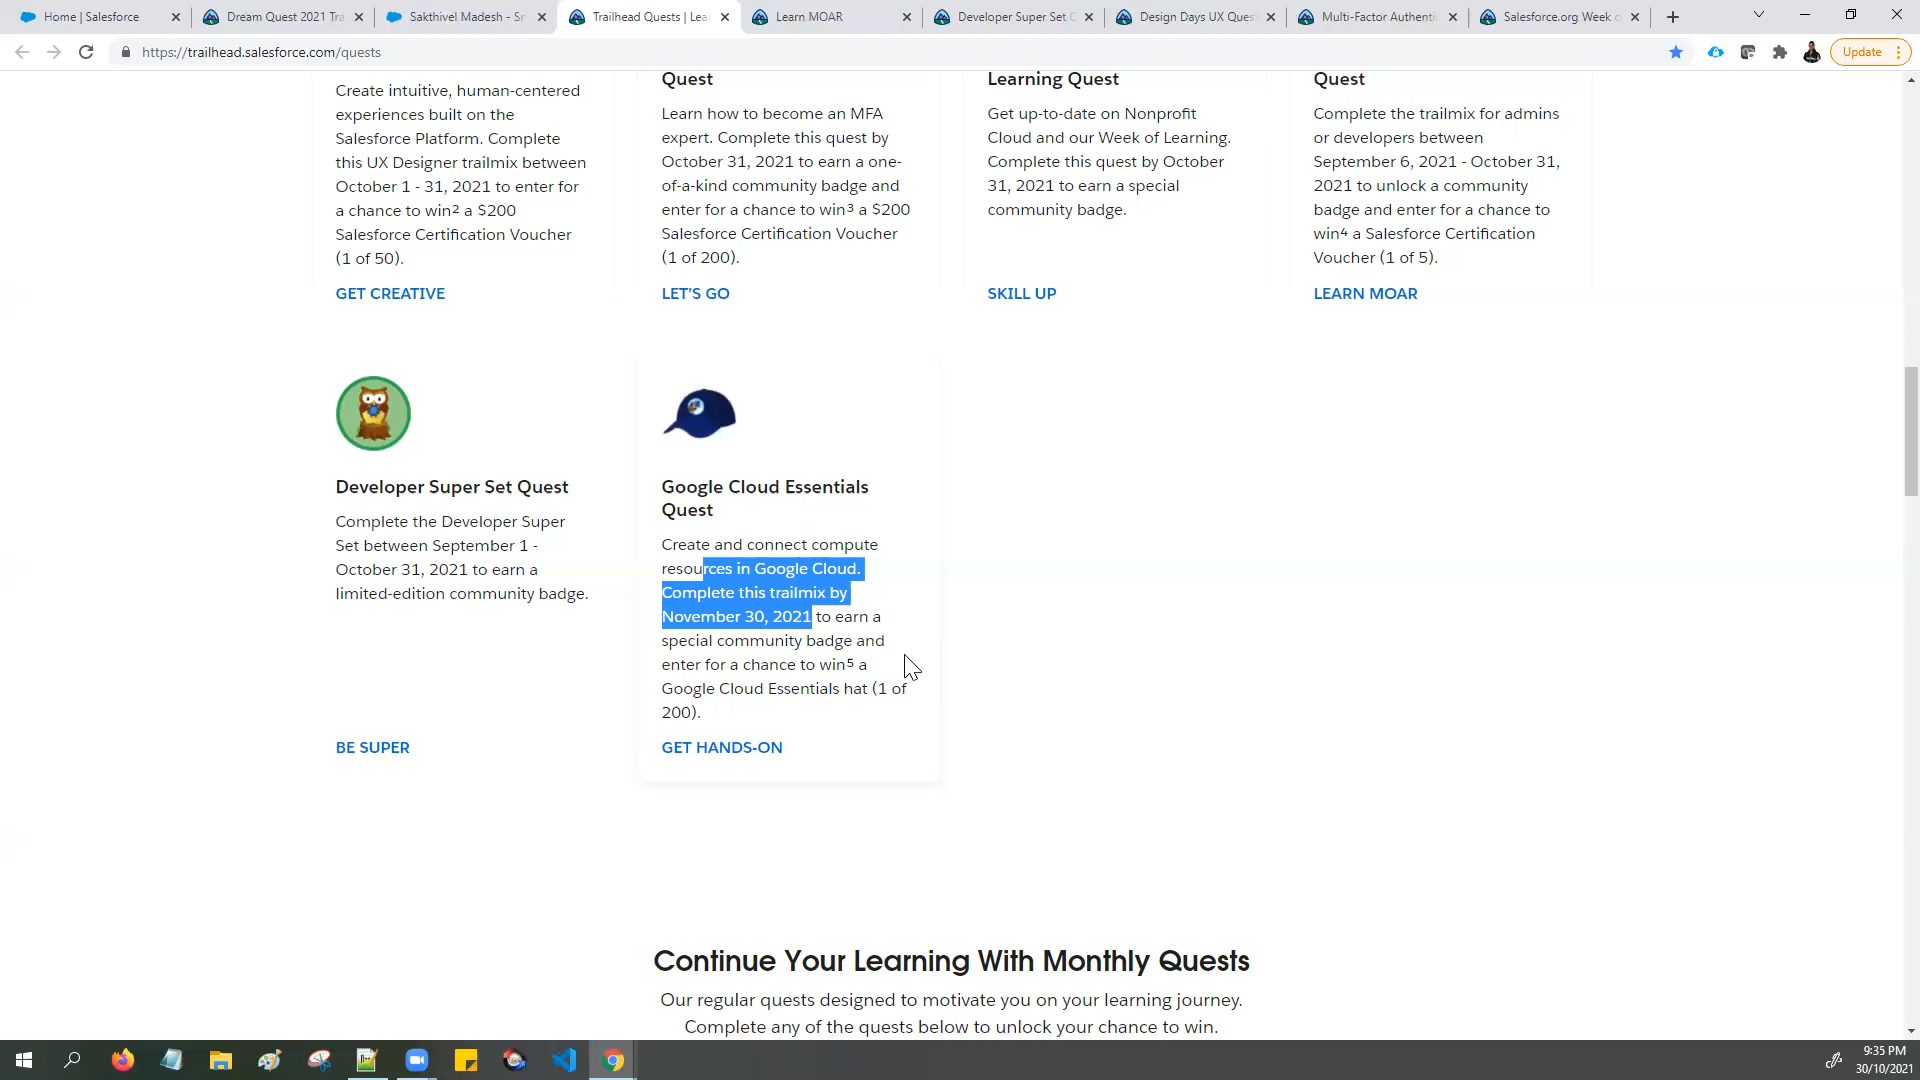 Home | Salesforce
Dream Quest 2021 Tra
Sakthivel Madesh - Sr
Trailhead Quests | Lea
Learn MOAR
Developer Super Set
Design Days UX Ques
Multi-Factor Authenti
Salesforce.org Week o
https://trailhead.salesforce.com/quests
Update
Create intuitive, human-centered
experiences built on the
Salesforce Platform. Complete
this UX Designer trailmix between
October 1 - 31, 2021 to enter for
a chance to win² a $200
Salesforce Certification Voucher
(1 of 50).
GET CREATIVE
Quest
Learn how to become an MFA
expert. Complete this quest by
October 31, 2021 to earn a one-
of-a-kind community badge and
enter for a chance to win³ a $200
Salesforce Certification Voucher
(1 of 200).
LET'S GO
Learning Quest
Get up-to-date on Nonprofit
Cloud and our Week of Learning.
Complete this quest by October
31, 2021 to earn a special
community badge.
SKILL UP
Quest
Complete the trailmix for admins
or developers between
September 6, 2021 - October 31,
2021 to unlock a community
badge and enter for a chance to
win⁴ a Salesforce Certification
Voucher (1 of 5).
LEARN MOAR
Developer Super Set Quest
Complete the Developer Super
Set between September 1 -
October 31, 2021 to earn a
limited-edition community badge.
BE SUPER
Google Cloud Essentials
Quest
Create and connect compute
resources in Google Cloud.
Complete this trailmix by
November 30, 2021 to earn a
special community badge and
enter for a chance to win⁵ a
Google Cloud Essentials hat (1 of
200).
GET HANDS-ON
Continue Your Learning With Monthly Quests
Our regular quests designed to motivate you on your learning journey.
Complete any of the quests below to unlock your chance to win.
9:35 PM
30/10/2021